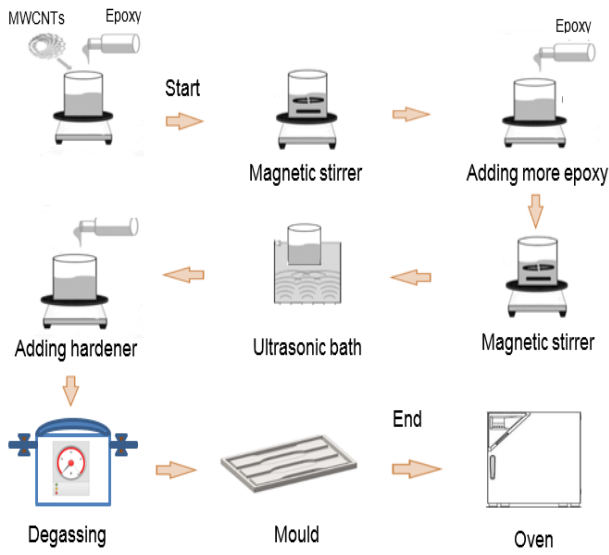 MWCNTs
Epoxy
Start
Epoxy
Magnetic stirrer
Adding more epoxy
Adding hardener
Ultrasonic bath
Magnetic stirrer
End
Degassing
Mould
Oven